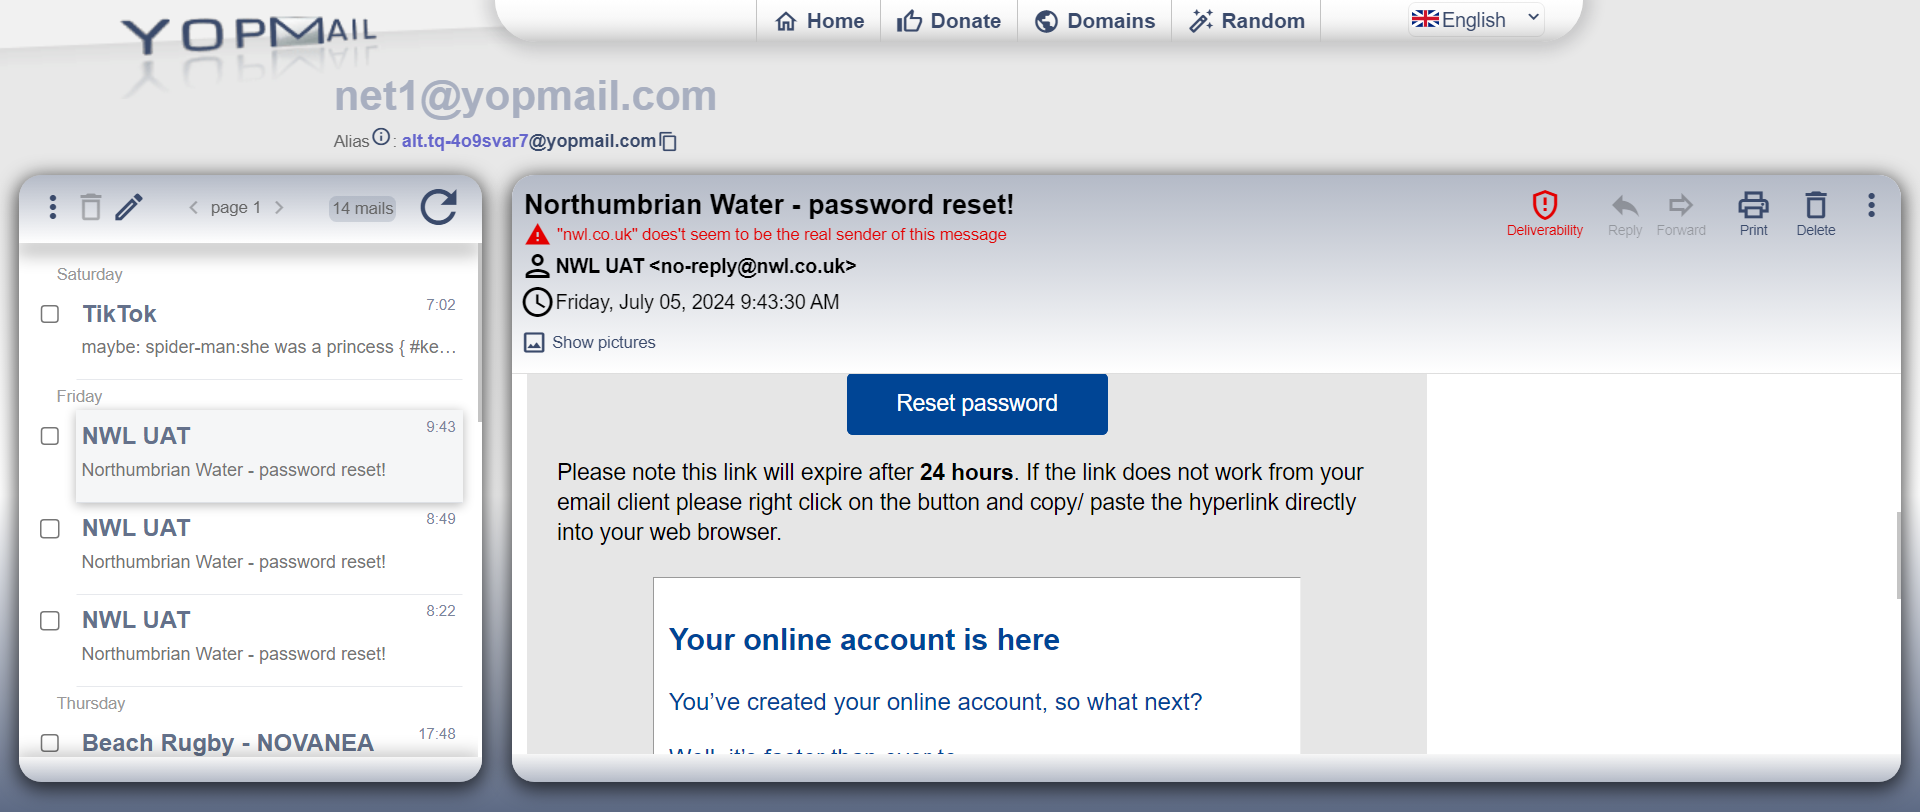 YOPMAIL
Home
Donate
Domains
Random
English
net1@yopmail.com
Alias : alt.tq-4o9svar7@yopmail.com
page 1
14 mails
Saturday
TikTok
7:02
maybe: spider-man:she was a princess { #ke…
Friday
NWL UAT
9:43
Northumbrian Water - password reset!
NWL UAT
8:49
Northumbrian Water - password reset!
NWL UAT
8:22
Northumbrian Water - password reset!
Thursday
Beach Rugby - NOVANEA
17:48
Northumbrian Water - password reset!
"nwl.co.uk" does't seem to be the real sender of this message
NWL UAT <no-reply@nwl.co.uk>
Friday, July 05, 2024 9:43:30 AM
Show pictures
Deliverability
Reply
Forward
Print
Delete
Reset password
Please note this link will expire after 24 hours. If the link does not work from your
email client please right click on the button and copy/ paste the hyperlink directly
into your web browser.
Your online account is here
You’ve created your online account, so what next?
Well, it’s faster than ever to